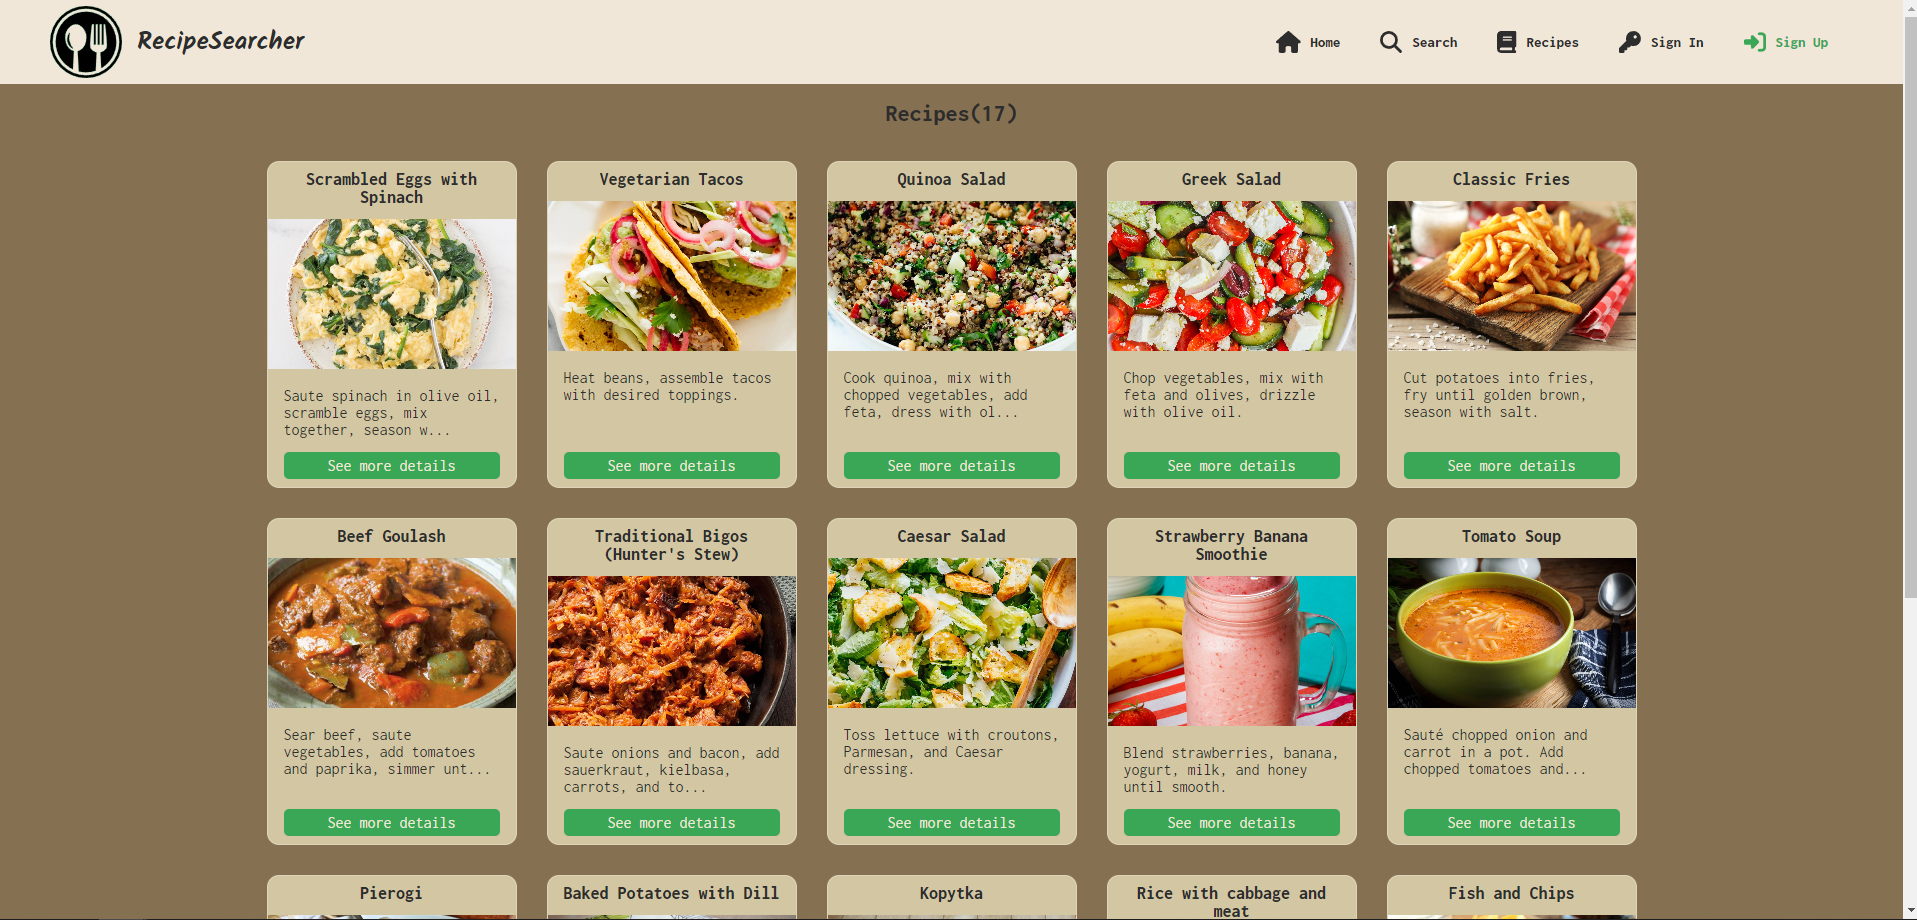 RecipeSearcher
Home
Search
Recipes
Sign In
Sign Up
Recipes(17)
Scrambled Eggs with
Spinach
Saute spinach in olive oil,
scramble eggs, mix
together, season w...
See more details
Vegetarian Tacos
Heat beans, assemble tacos
with desired toppings.
See more details
Quinoa Salad
Cook quinoa, mix with
chopped vegetables, add
feta, dress with ol...
See more details
Greek Salad
Chop vegetables, mix with
feta and olives, drizzle
with olive oil.
See more details
Classic Fries
Cut potatoes into fries,
fry until golden brown,
season with salt.
See more details
Beef Goulash
Sear beef, saute
vegetables, add tomatoes
and paprika, simmer unt...
See more details
Traditional Bigos
(Hunter's Stew)
Saute onions and bacon, add
sauerkraut, kielbasa,
carrots, and to...
See more details
Caesar Salad
Toss lettuce with croutons,
Parmesan, and Caesar
dressing.
See more details
Strawberry Banana
Smoothie
Blend strawberries, banana,
yogurt, milk, and honey
until smooth.
See more details
Tomato Soup
Sauté chopped onion and
carrot in a pot. Add
chopped tomatoes and...
See more details
Pierogi
Baked Potatoes with Dill
Kopytka
Rice with cabbage and
meat
Fish and Chips